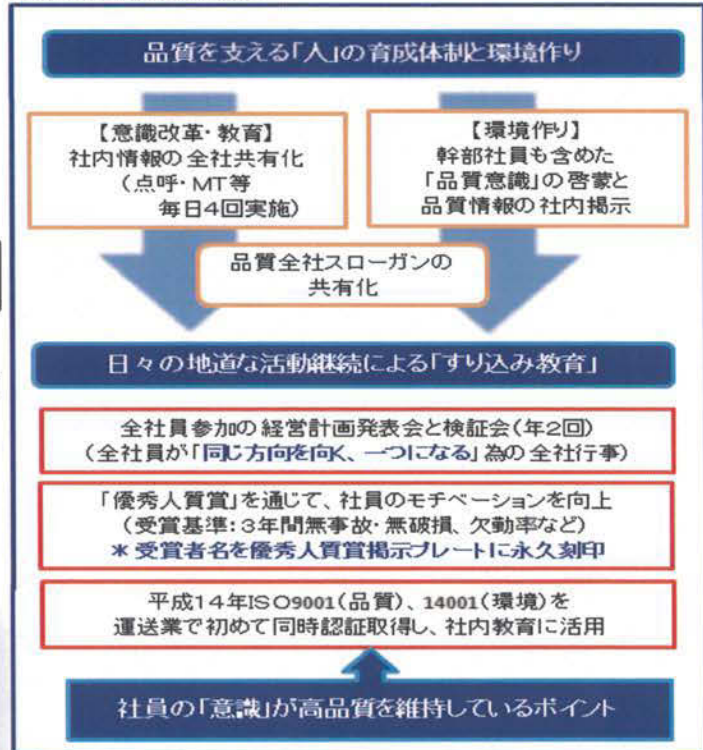 品質を支える「人」の育成体制と環境作り
【意識改革・教育】
社内情報の全社共有化
（点呼・MT等
毎日4回実施）
【環境作り】
幹部社員も含めた
「品質意識」の啓蒙と
品質情報の社内掲示
品質全社スローガンの
共有化
日々の地道な活動継続による「すり込み教育」
全社員参加の経営計画発表会と検証会（年2回）
（全社員が「同じ方向を向く、一つになる」為の全社行事）
「優秀人質賞」を通じて、社員のモチベーションを向上
（受賞基準：3年間無事故・無破損、欠勤率など）
＊受賞者名を優秀人質賞掲示プレートに永久刻印
平成14年ISO9001（品質）、14001（環境）を
運送業で初めて同時認証取得し、社内教育に活用
社員の「意識」が高品質を維持しているポイント